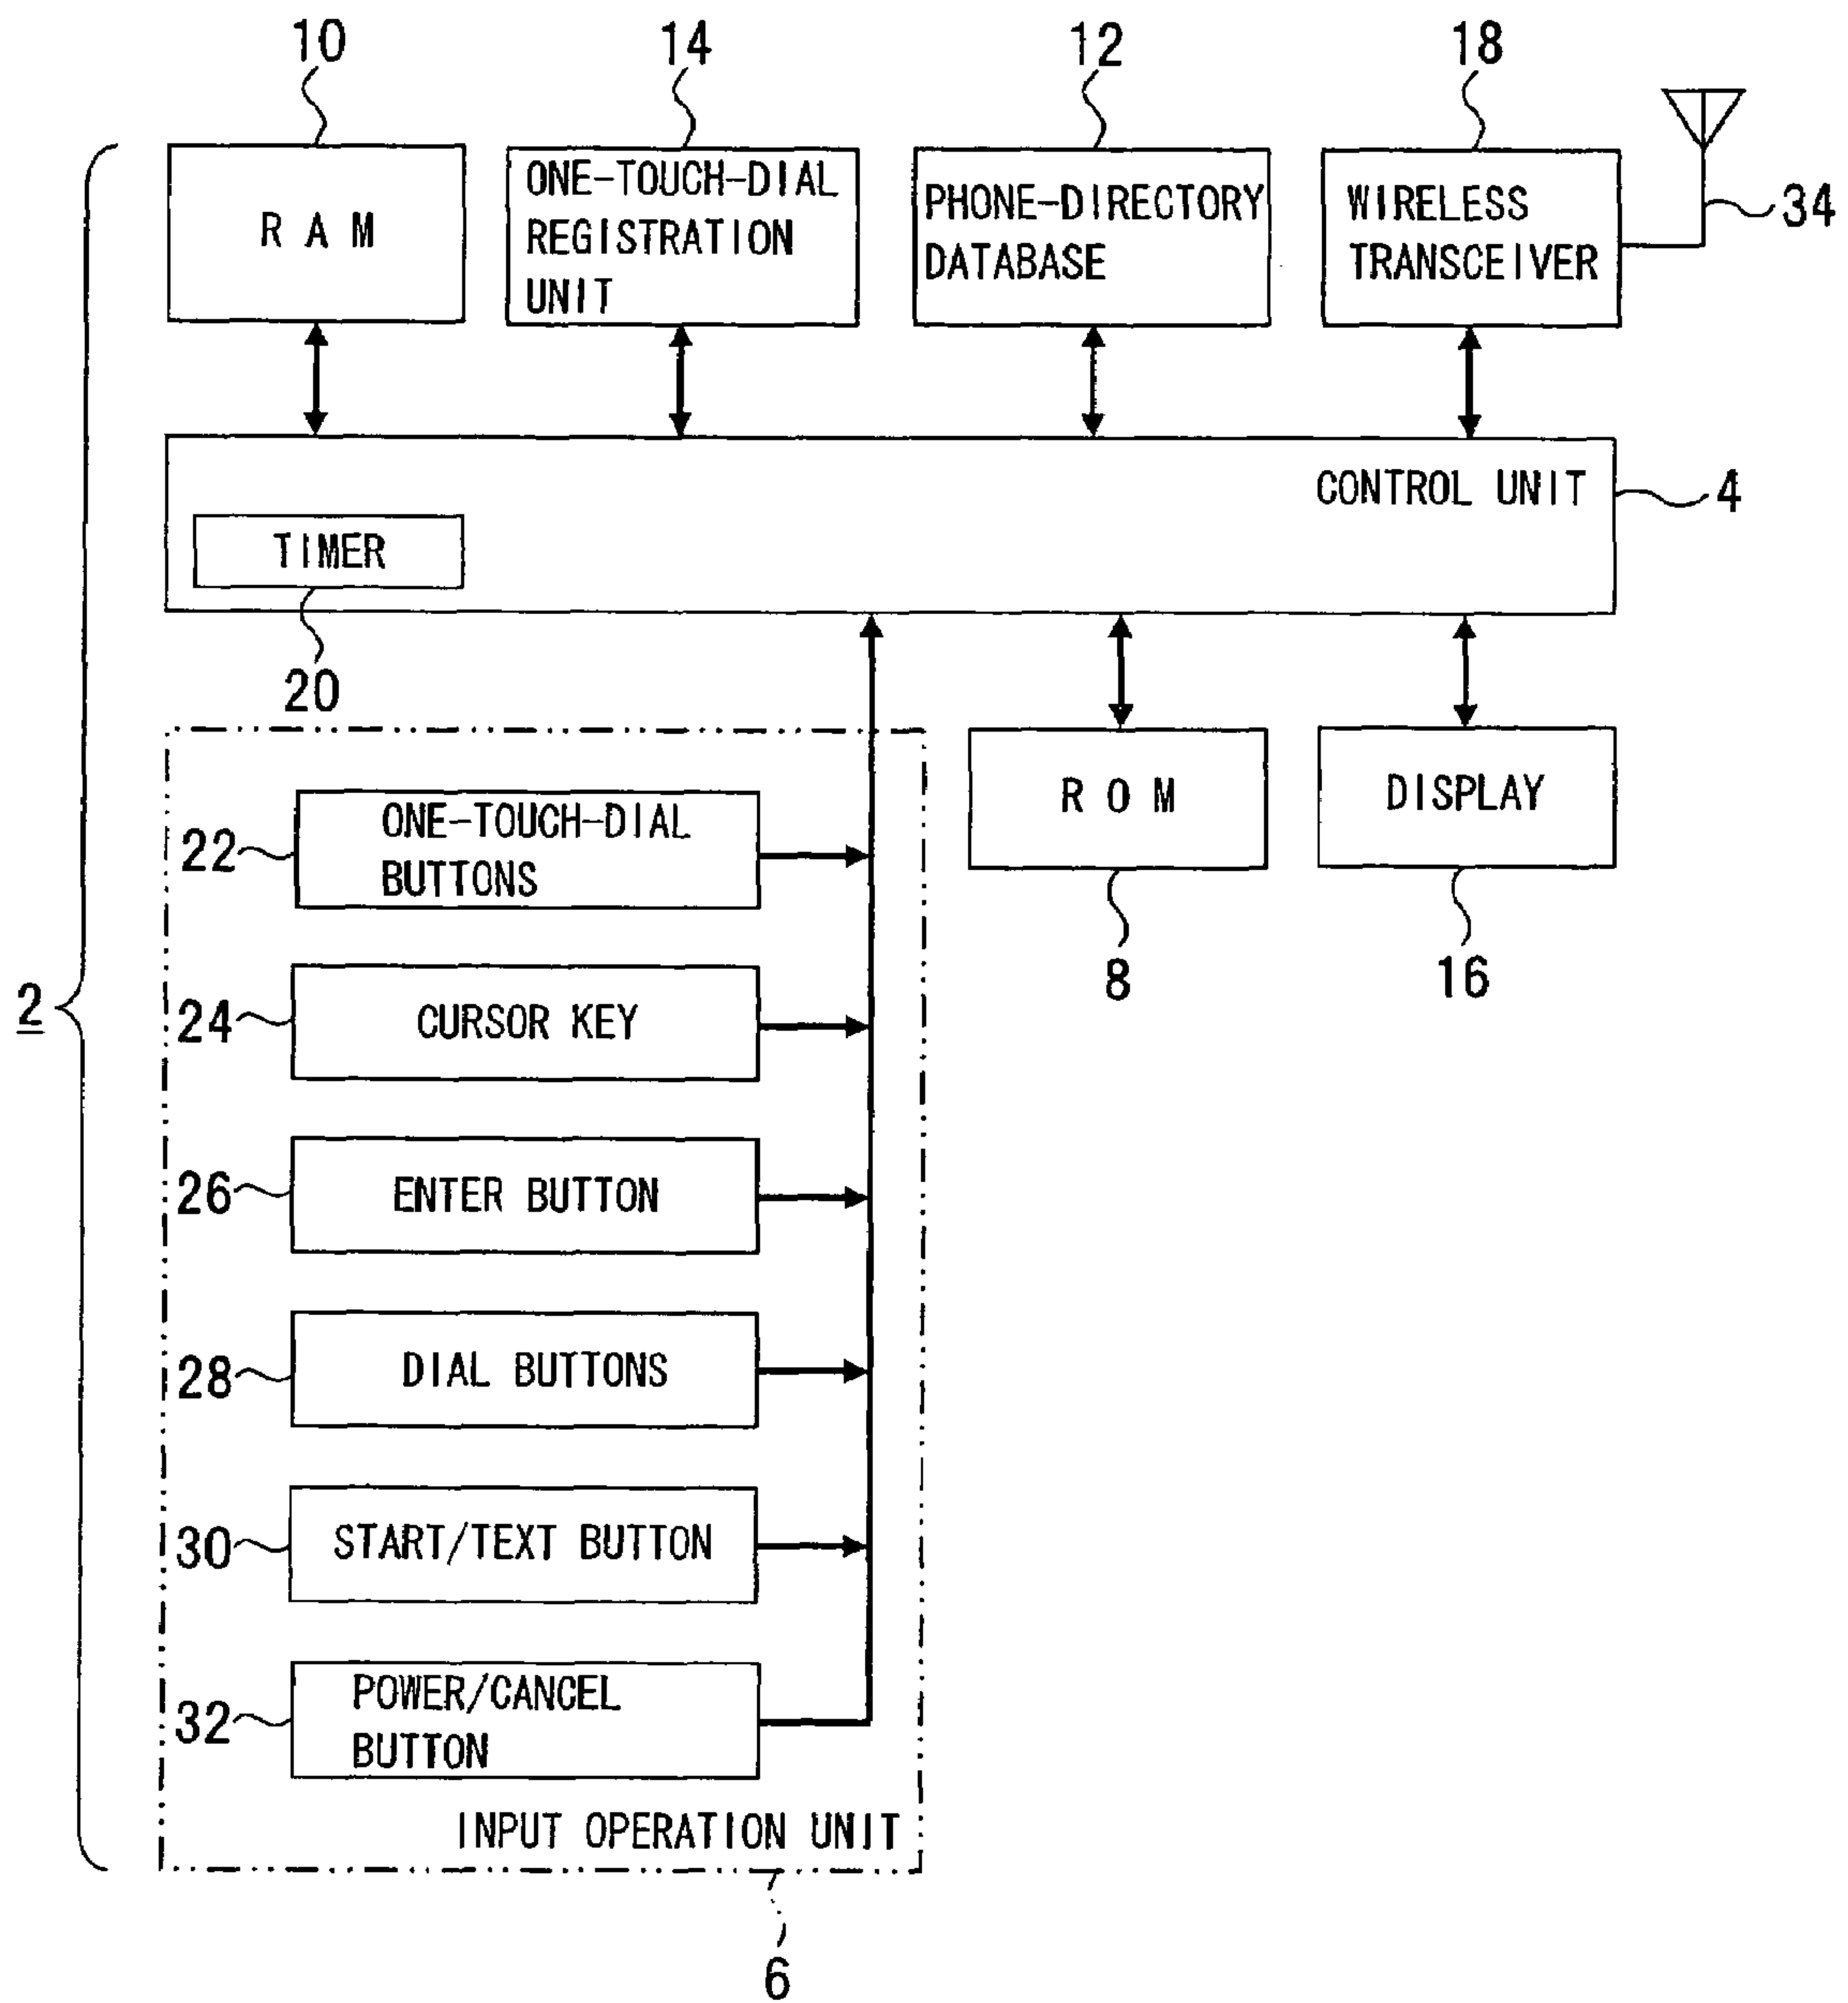 10
14
12
18
R A M
ONE-TOUCH-DIAL
REGISTRATION
UNIT
PHONE-DIRECTORY
DATABASE
WIRELESS
TRANSCEIVER
34
CONTROL UNIT
4
TIMER
20
2
22
ONE-TOUCH-DIAL
BUTTONS
R O M
DISPLAY
8
16
24
CURSOR KEY
26
ENTER BUTTON
28
DIAL BUTTONS
30
START/TEXT BUTTON
32
POWER/CANCEL
BUTTON
INPUT OPERATION UNIT
6